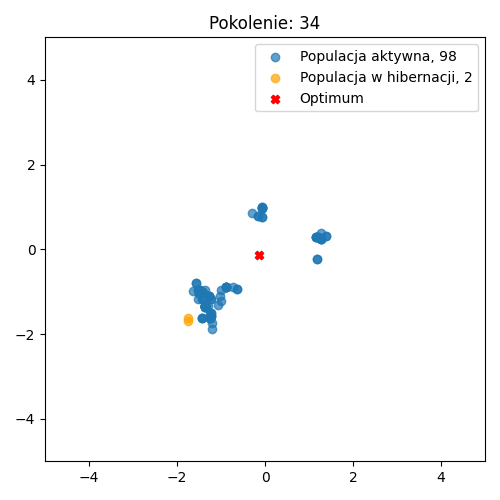 Pokolenie: 34
Populacja aktywna, 98
Populacja w hibernacji, 2
Optimum
4
2
0
−2
−4
−4 −2 0 2 4